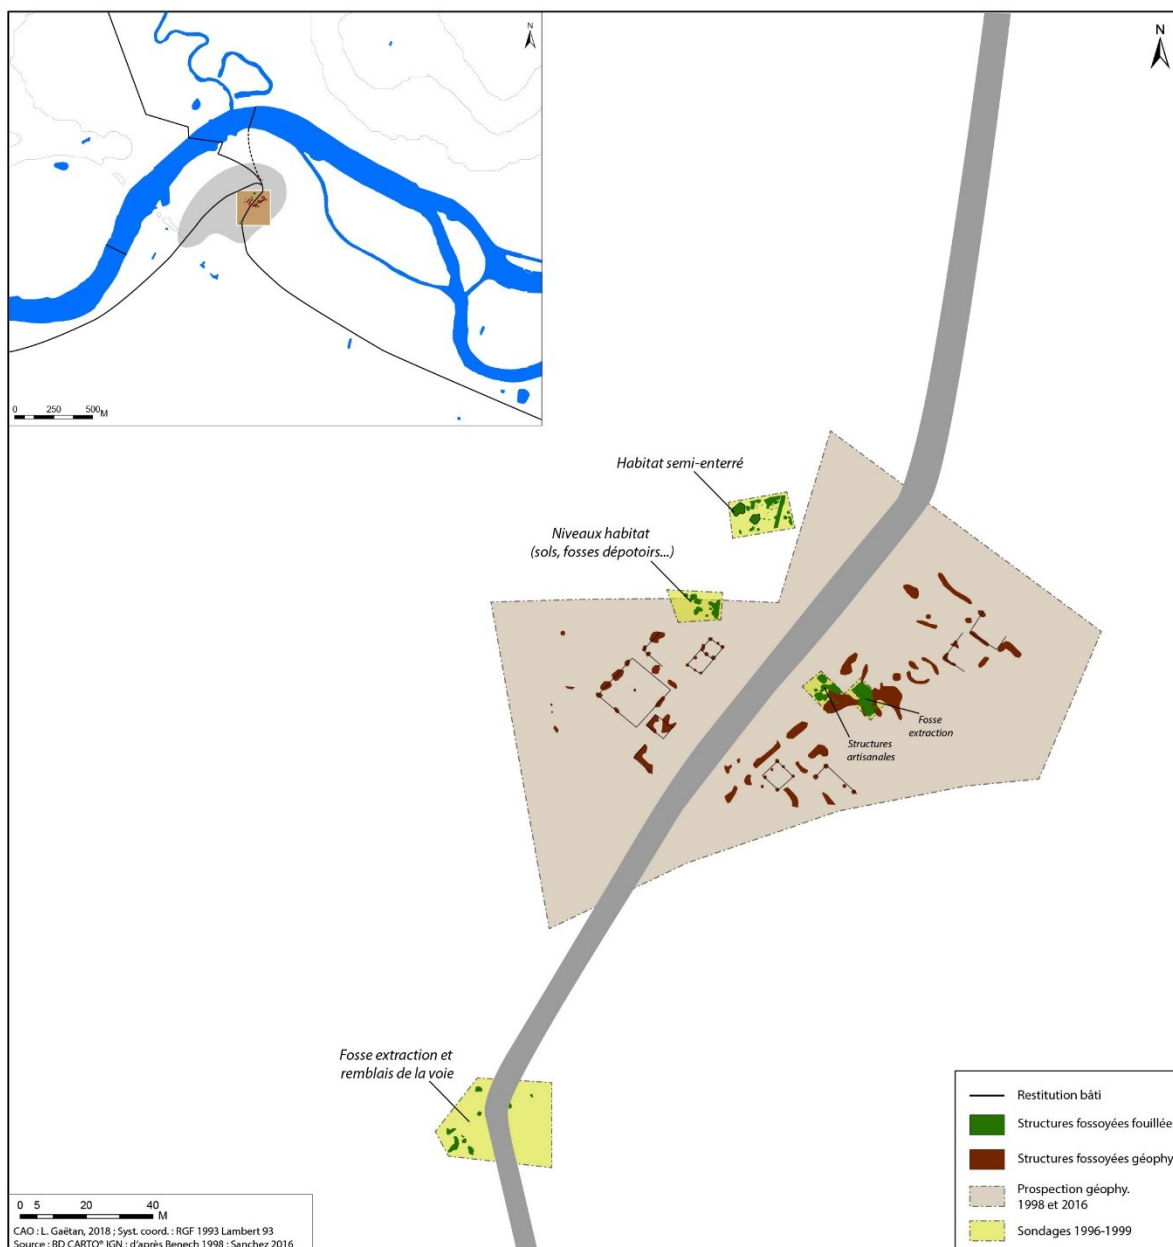 N
N
0 250 500 M
Habitat semi-enterré
Niveaux habitat
(sols, fosses dépotoirs...)
Fosse
extraction
Structures
artisanales
Fosse extraction et
remblais de la voie
Restitution bâti
Structures fossoyées fouillées
Structures fossoyées géophy
Prospection géophy.
1998 et 2016
Sondages 1996-1999
0 5 20 40
M
CAO : L. Gaëtan, 2018 ; Syst. coord. : RGF 1993 Lambert 93
Source : BD CARTO® IGN ; d'après Benech 1998 ; Sanchez 2016